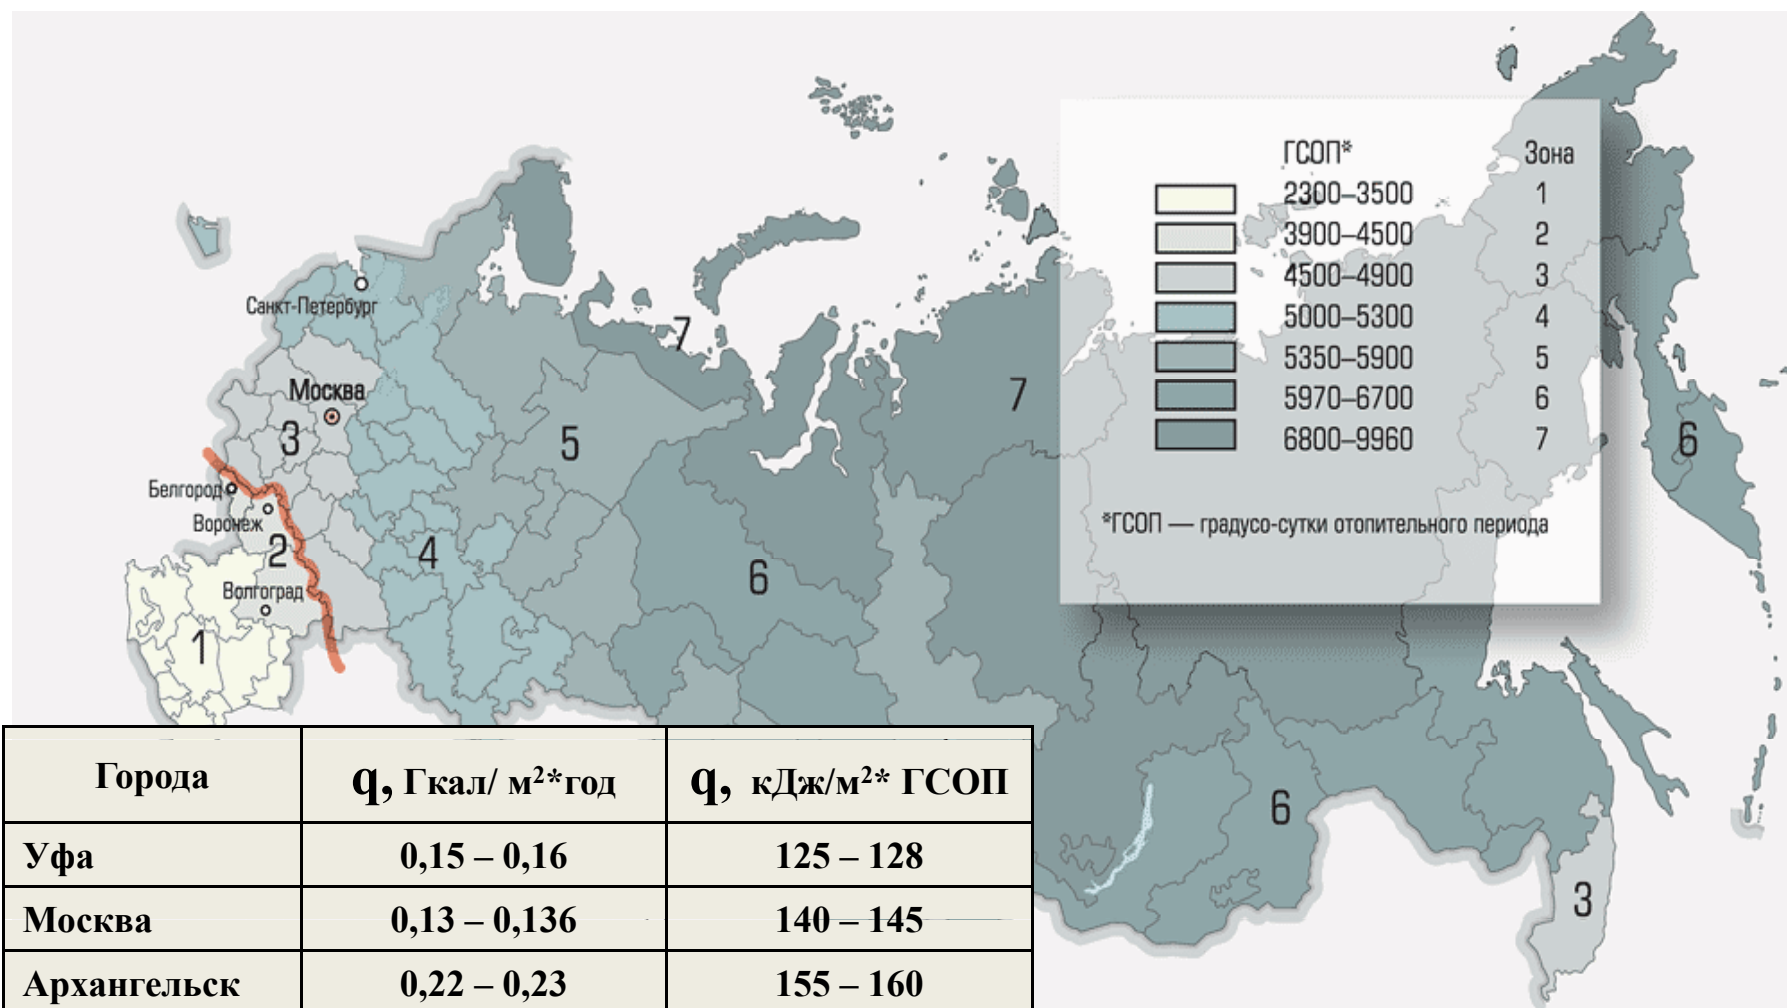 ГСОП* Зона
2300–3500 1
3900–4500 2
4500–4900 3
5000–5300 4
5350–5900 5
5970–6700 6
6800–9960 7
*ГСОП — градусо-сутки отопительного периода
Санкт-Петербург
7
Москва
7
3
5
6
Белгород
Воронеж
2
4
6
Волгоград
1
6
3
Города q, Гкал/ м²*год q, кДж/м²* ГСОП
Уфа 0,15 – 0,16 125 – 128
Москва 0,13 – 0,136 140 – 145
Архангельск 0,22 – 0,23 155 – 160